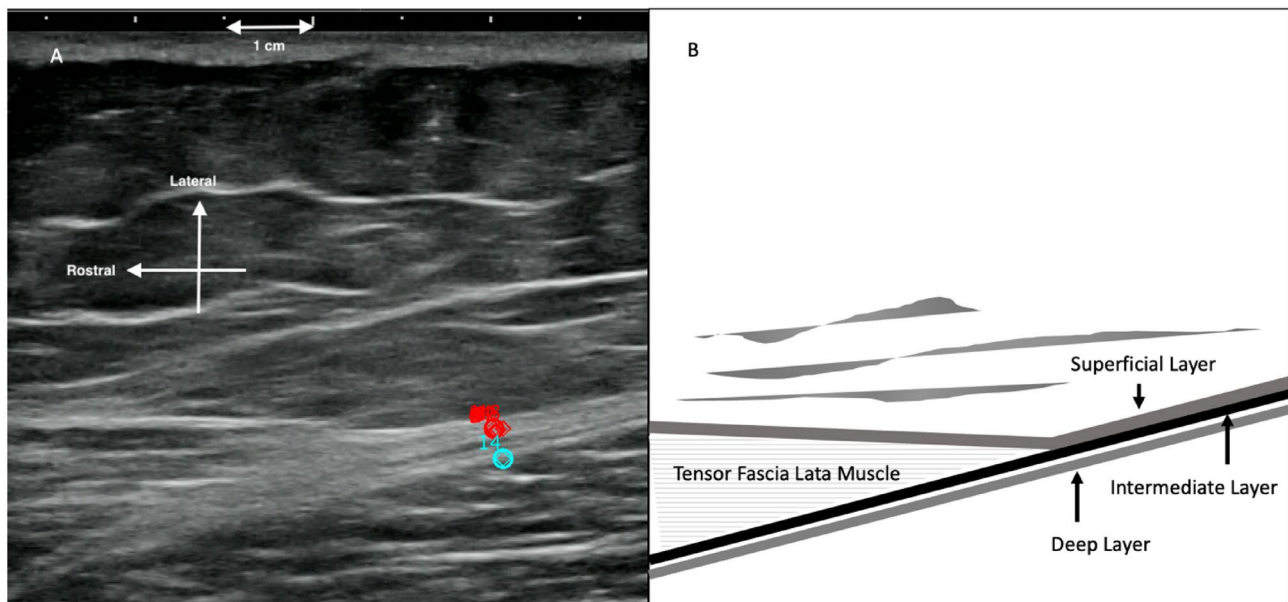 A
1 cm
Lateral
Rostral
14
B
Superficial Layer
Tensor Fascia Lata Muscle
Intermediate Layer
Deep Layer